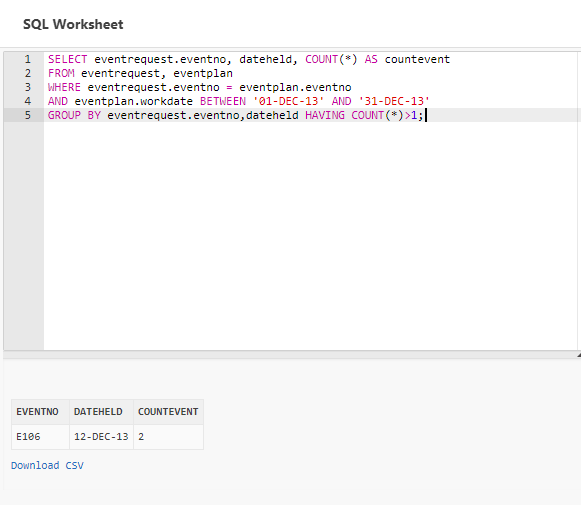 SQL Worksheet
1 SELECT eventrequest.eventno, dateheld, COUNT(*) AS countevent
2 FROM eventrequest, eventplan
3 WHERE eventrequest.eventno = eventplan.eventno
4 AND eventplan.workdate BETWEEN '01-DEC-13' AND '31-DEC-13'
5 GROUP BY eventrequest.eventno,dateheld HAVING COUNT(*)>1;
EVENTNO DATEHELD COUNTEVENT
E106 12-DEC-13 2
Download CSV